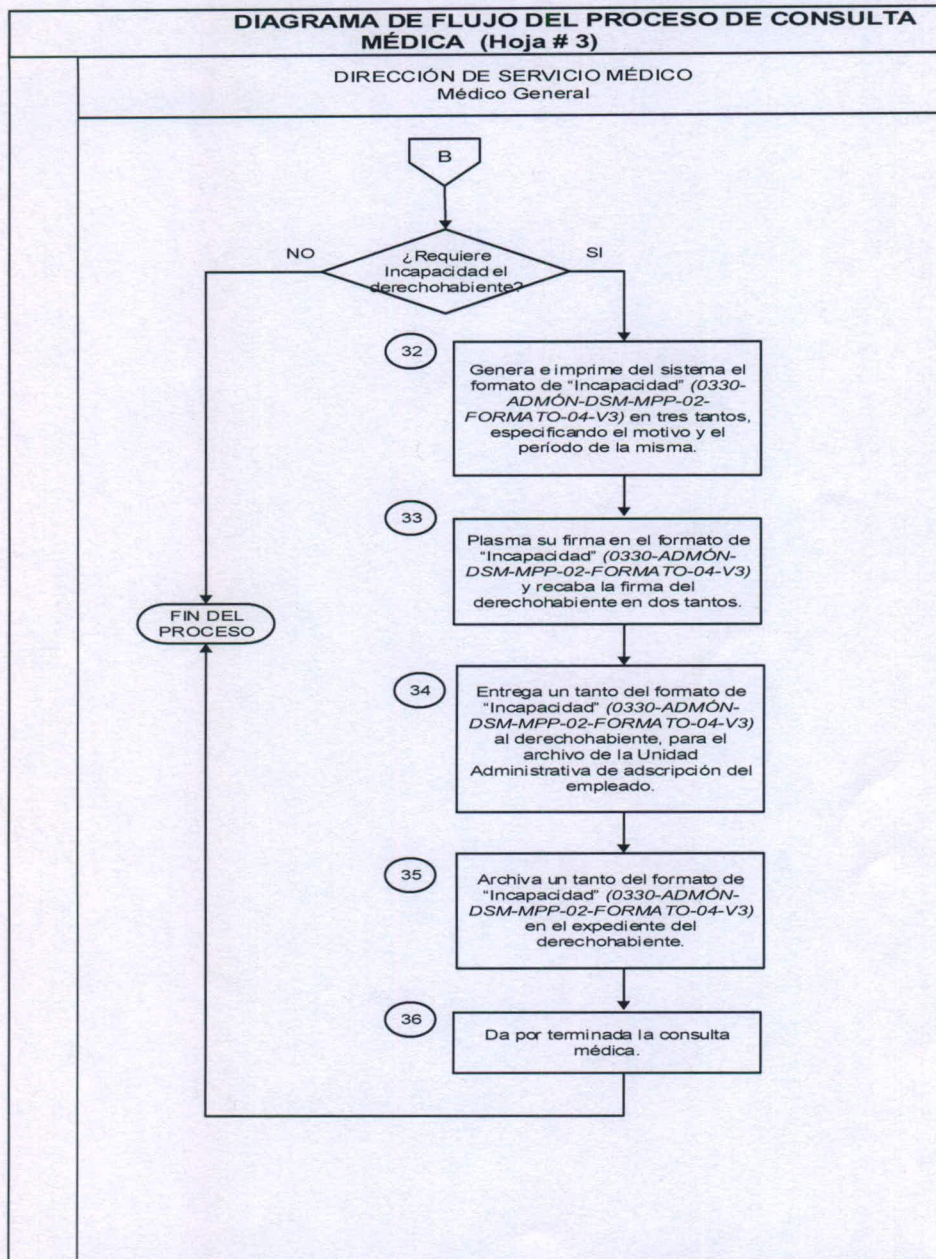 DIAGRAMA DE FLUJO DEL PROCESO DE CONSULTA
MÉDICA (Hoja # 3)
DIRECCIÓN DE SERVICIO MÉDICO
Médico General
B
NO
¿Requiere
Incapacidad el
derechohabiente?
SI
32
Genera e imprime del sistema el
formato de “Incapacidad” (0330-
ADMÓN-DSM-MPP-02-
FORMATO-04-V3) en tres tantos,
especificando el motivo y el
período de la misma.
33
Plasma su firma en el formato de
“Incapacidad” (0330-ADMÓN-
DSM-MPP-02-FORMATO-04-V3)
y recaba la firma del
derechohabiente en dos tantos.
FIN DEL
PROCESO
34
Entrega un tanto del formato de
“Incapacidad” (0330-ADMÓN-
DSM-MPP-02-FORMATO-04-V3)
al derechohabiente, para el
archivo de la Unidad
Administrativa de adscripción del
empleado.
35
Archiva un tanto del formato de
“Incapacidad” (0330-ADMÓN-
DSM-MPP-02-FORMATO-04-V3)
en el expediente del
derechohabiente.
36
Da por terminada la consulta
médica.